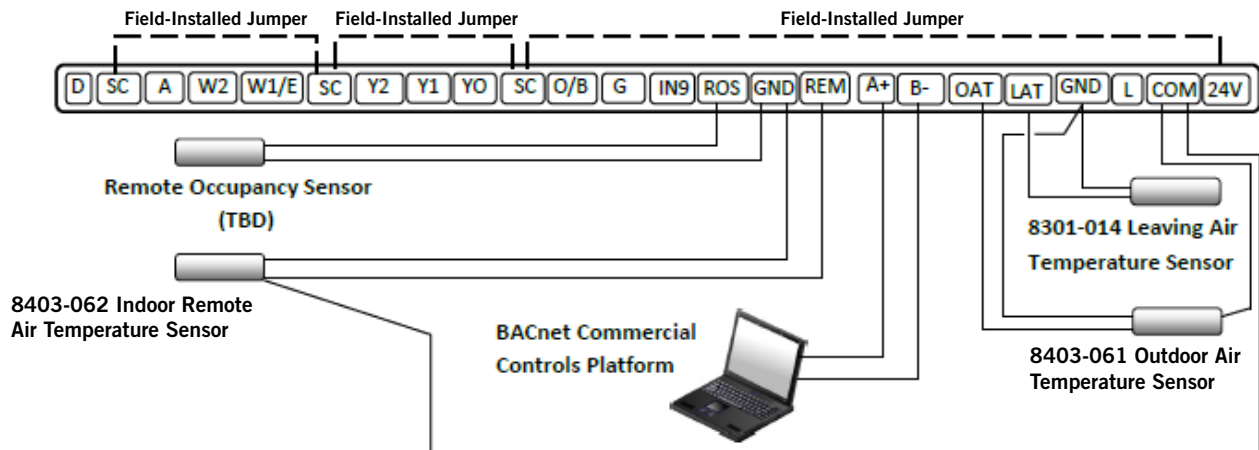 Field-Installed Jumper Field-Installed Jumper Field-Installed Jumper
D SC A W2 W1/E SC Y2 Y1 YO SC O/B G IN9 ROS GND REM A+ B- OAT LAT GND L COM 24V
Remote Occupancy Sensor
(TBD)
8403-062 Indoor Remote
Air Temperature Sensor
BACnet Commercial
Controls Platform
8301-014 Leaving Air
Temperature Sensor
8403-061 Outdoor Air
Temperature Sensor